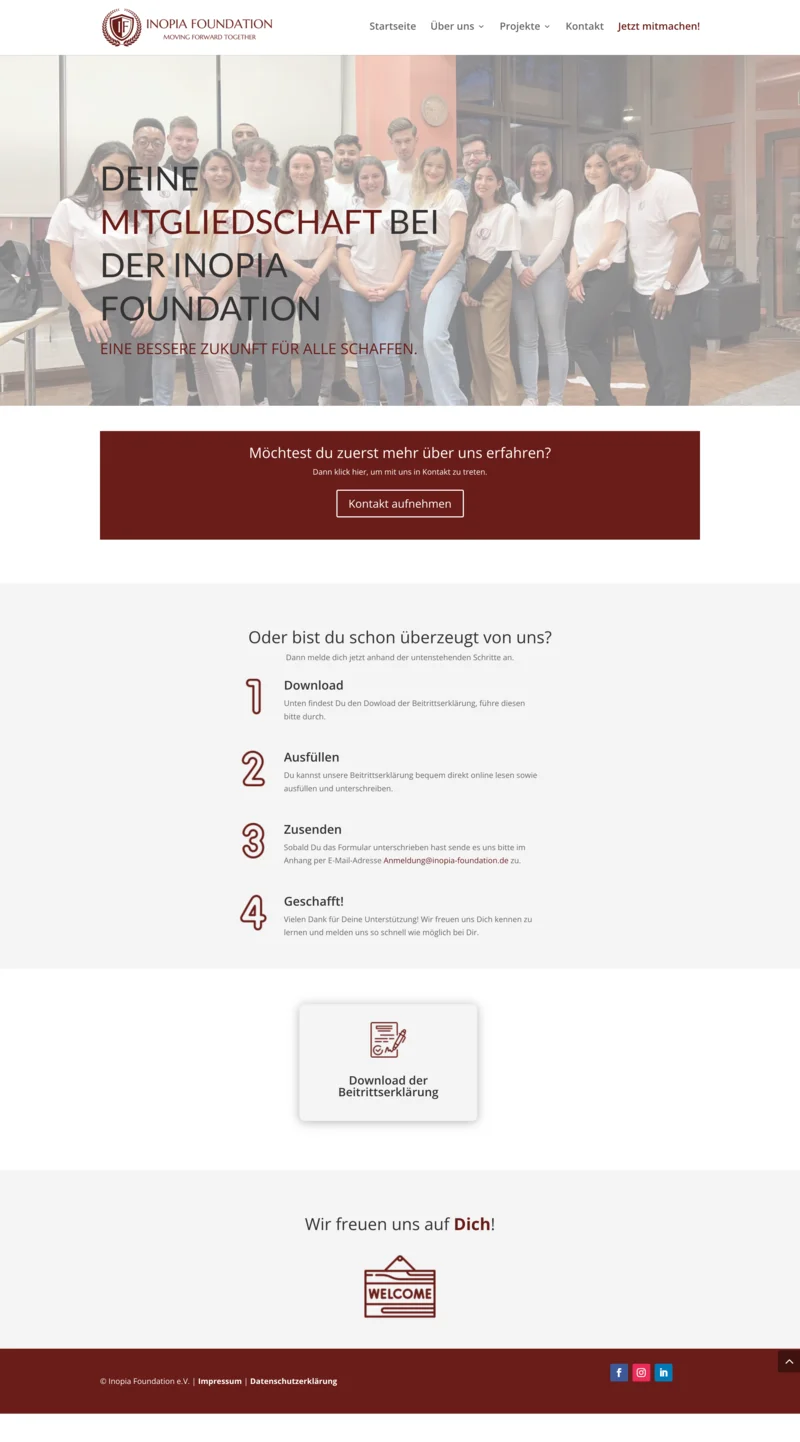 INOPIA FOUNDATION
MOVING FORWARD TOGETHER
Startseite Über uns Projekte Kontakt Jetzt mitmachen!
DEINE
MITGLIEDSCHAFT BEI
DER INOPIA
FOUNDATION
EINE BESSERE ZUKUNFT FÜR ALLE SCHAFFEN.
Möchtest du zuerst mehr über uns erfahren?
Dann klick hier, um mit uns in Kontakt zu treten.
Kontakt aufnehmen
Oder bist du schon überzeugt von uns?
Dann melde dich jetzt anhand der untenstehenden Schritte an.
1 Download
Unten findest Du den Dowload der Beitrittserklärung, führe diesen
bitte durch.
2 Ausfüllen
Du kannst unsere Beitrittserklärung bequem direkt online lesen sowie
ausfüllen und unterschreiben.
3 Zusenden
Sobald Du das Formular unterschrieben hast sende es uns bitte im
Anhang per E-Mail-Adresse Anmeldung@inopia-foundation.de zu.
4 Geschafft!
Vielen Dank für Deine Unterstützung! Wir freuen uns Dich kennen zu
lernen und melden uns so schnell wie möglich bei Dir.
Download der
Beitrittserklärung
Wir freuen uns auf Dich!
WELCOME
© Inopia Foundation e.V. | Impressum | Datenschutzerklärung